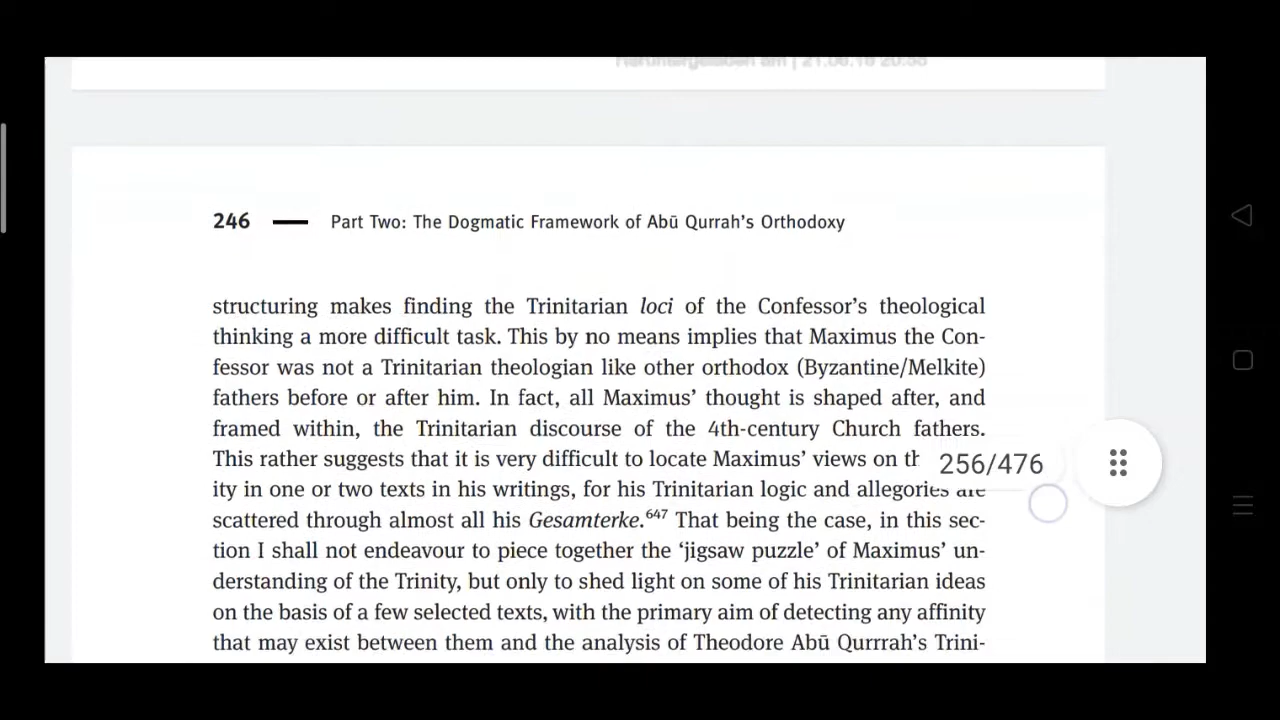 246 — Part Two: The Dogmatic Framework of Abū Qurrah's Orthodoxy
structuring makes finding the Trinitarian loci of the Confessor's theological
thinking a more difficult task. This by no means implies that Maximus the Con-
fessor was not a Trinitarian theologian like other orthodox (Byzantine/Melkite)
fathers before or after him. In fact, all Maximus' thought is shaped after, and
framed within, the Trinitarian discourse of the 4th-century Church fathers.
This rather suggests that it is very difficult to locate Maximus' views on
256/476
ity in one or two texts in his writings, for his Trinitarian logic and allegories are
scattered through almost all his Gesamterke.⁶⁴⁷ That being the case, in this sec-
tion I shall not endeavour to piece together the 'jigsaw puzzle' of Maximus' un-
derstanding of the Trinity, but only to shed light on some of his Trinitarian ideas
on the basis of a few selected texts, with the primary aim of detecting any affinity
that may exist between them and the analysis of Theodore Abū Qurrrah's Trini-